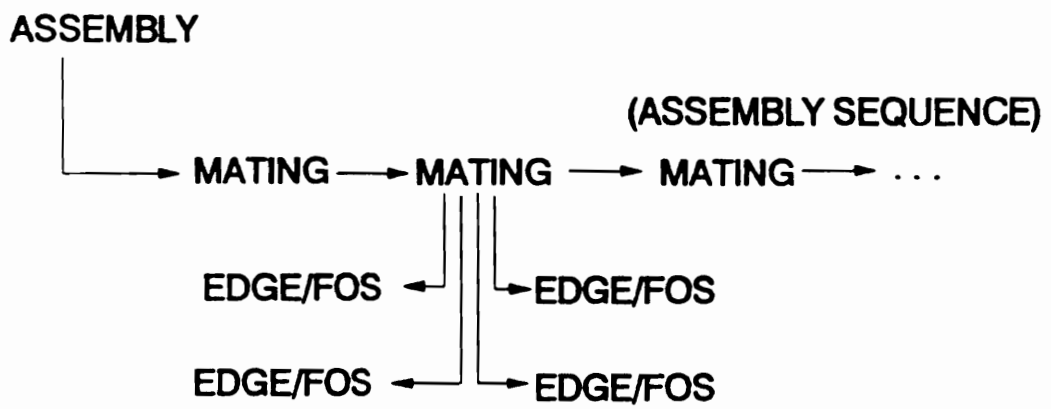 ASSEMBLY
(ASSEMBLY SEQUENCE)
MATING MATING MATING ...
EDGE/FOS EDGE/FOS
EDGE/FOS EDGE/FOS